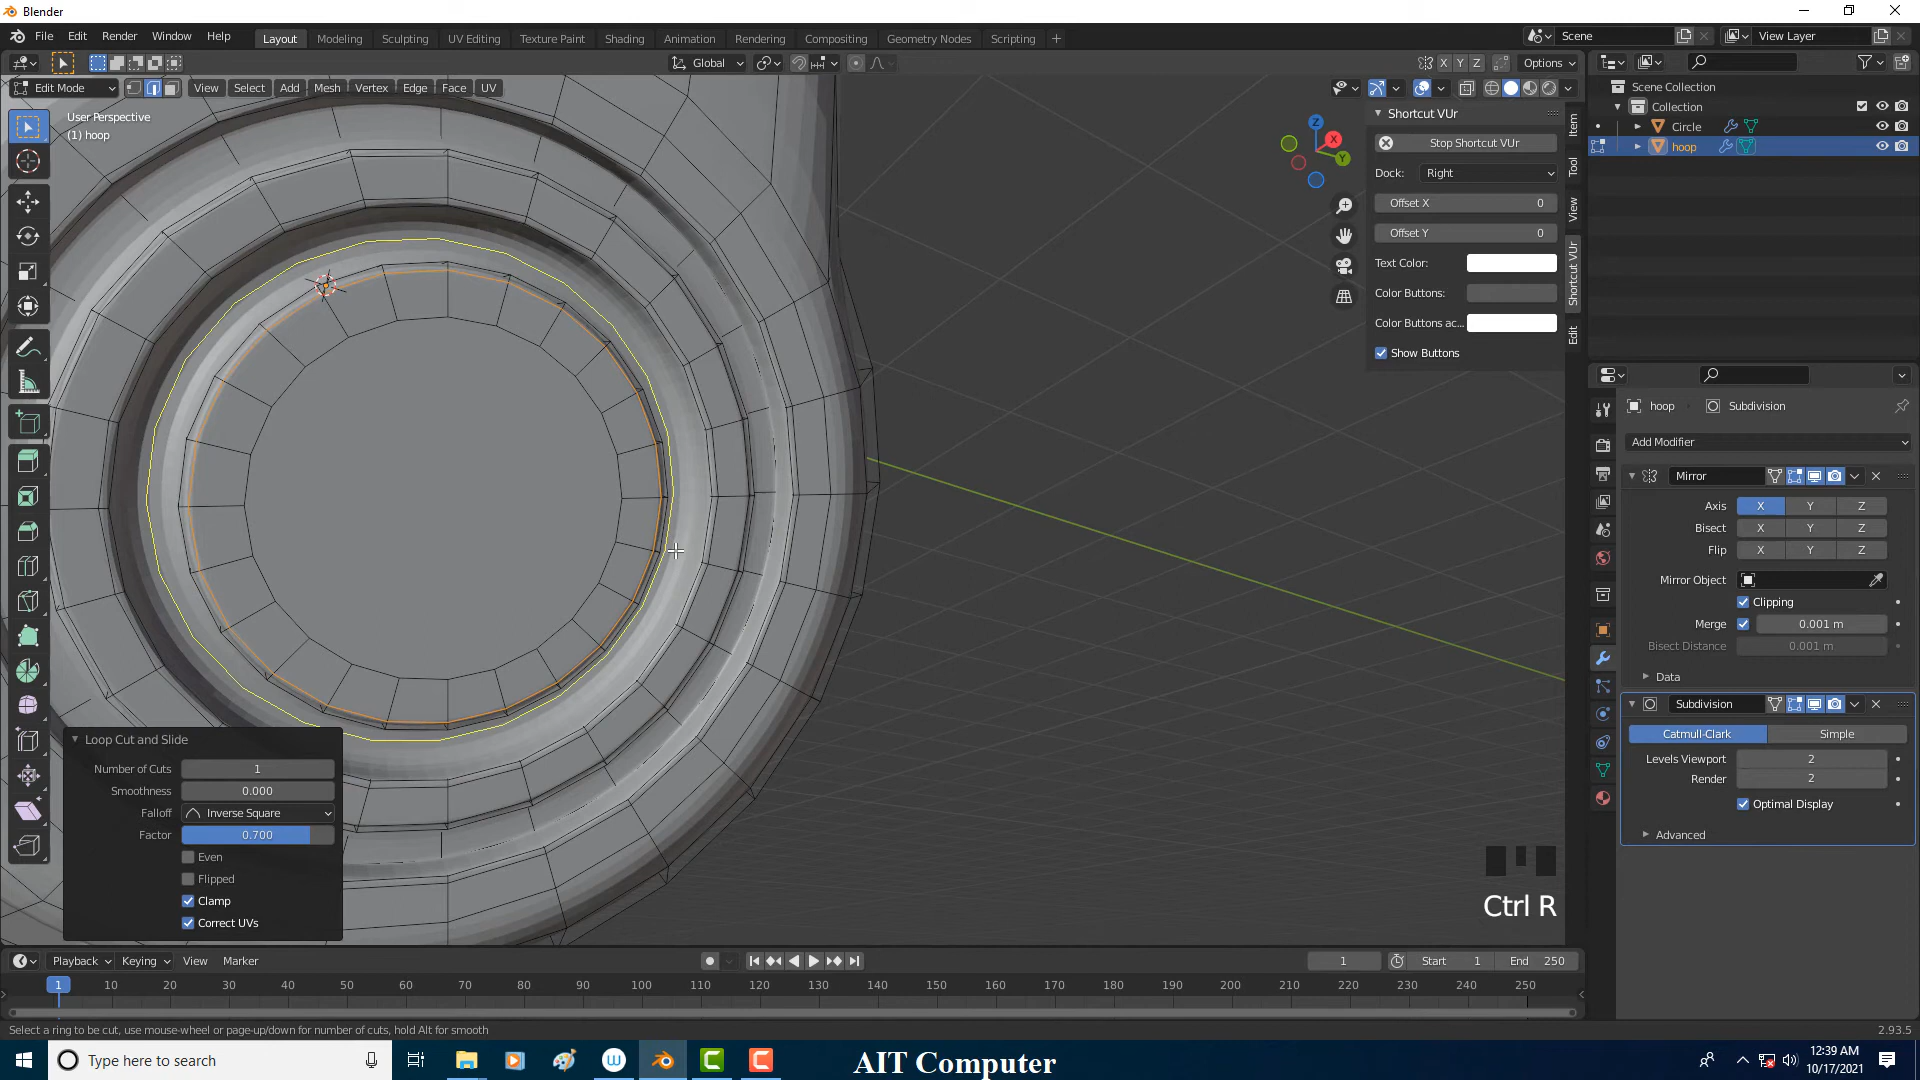 Blender
File Edit Render Window Help
Layout Modeling Sculpting UV Editing Texture Paint Shading Animation Rendering Compositing Geometry Nodes Scripting +
Scene
View Layer
Global
X Y Z
Options
Edit Mode
View Select Add Mesh Vertex Edge Face UV
User Perspective
(1) hoop
Z
X
Y
Shortcut VUr
Stop Shortcut VUr
Dock: Right
Offset X 0
Offset Y 0
Text Color:
Color Buttons:
Color Buttons ac...
Show Buttons
Item
Tool
View
Shortcut VUr
Edit
Scene Collection
Collection
Circle
hoop
hoop Subdivision
Add Modifier
Mirror
Axis X Y Z
Bisect X Y Z
Flip X Y Z
Mirror Object
Clipping
Merge 0.001 m
Bisect Distance 0.001 m
Data
Subdivision
Catmull-Clark Simple
Levels Viewport 2
Render 2
Optimal Display
Advanced
Loop Cut and Slide
Number of Cuts 1
Smoothness 0.000
Falloff Inverse Square
Factor 0.700
Even
Flipped
Clamp
Correct UVs
Ctrl R
Playback Keying View Marker
1 Start 1 End 250
1 10 20 30 40 50 60 70 80 90 100 110 120 130 140 150 160 170 180 190 200 210 220 230 240 250
Select a ring to be cut, use mouse-wheel or page-up/down for number of cuts, hold Alt for smooth
2.93.5
Type here to search
AIT Computer
12:39 AM
10/17/2021